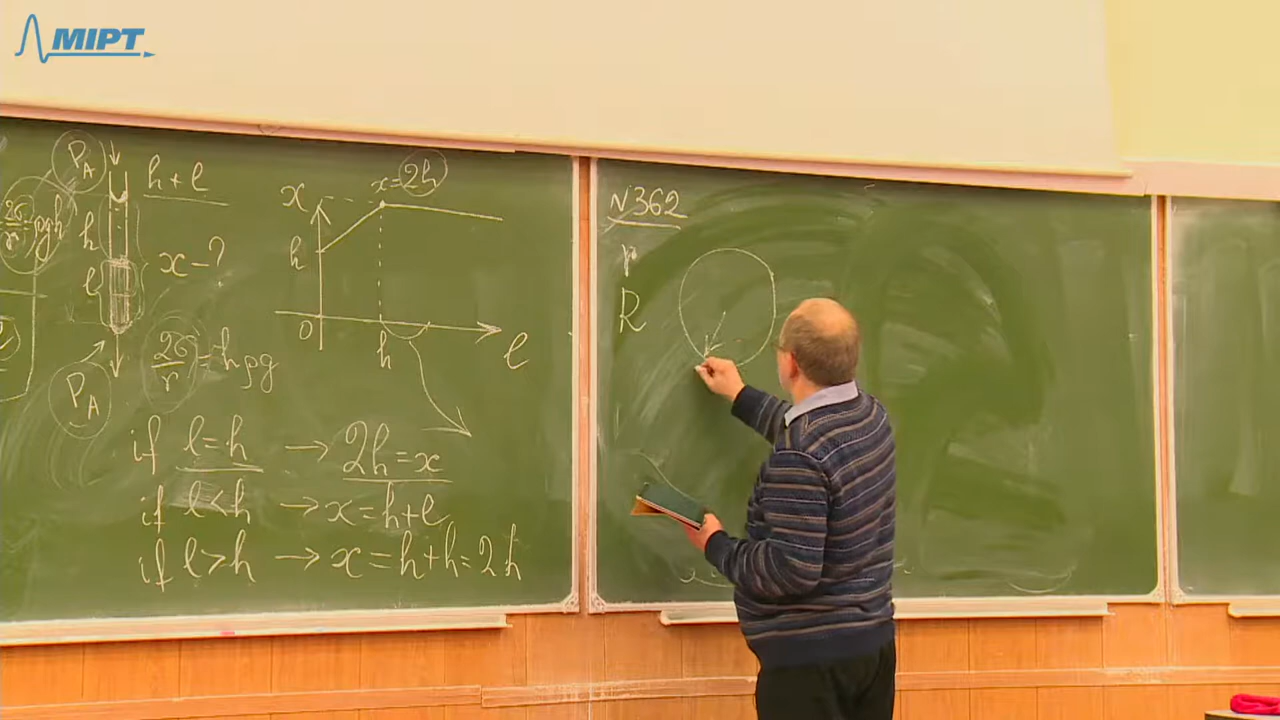 MIPT
P_A
h+l
2σ/r = ρgh
h
l
x-?
x
x=2h
h
0
h
l
2σ/r = hρg
P_A
if l=h → 2h=x
if l<h → x=h+l
if l>h → x=h+h=2h
N362
R